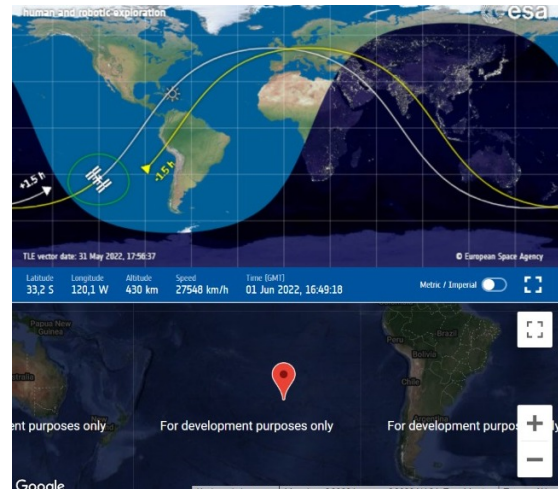 human and robotic exploration
esa
+1.5 h
-1.5 h
TLE vector date: 31 May 2022, 17:56:37
© European Space Agency
Latitude
33,2 S
Longitude
120,1 W
Altitude
430 km
Speed
27548 km/h
Time [GMT]
01 Jun 2022, 16:49:18
Metric / Imperial
Papua New
Guinea
Brazil
Peru
Bolivia
Chile
ent purposes only
For development purposes only
For development purposes only
Google